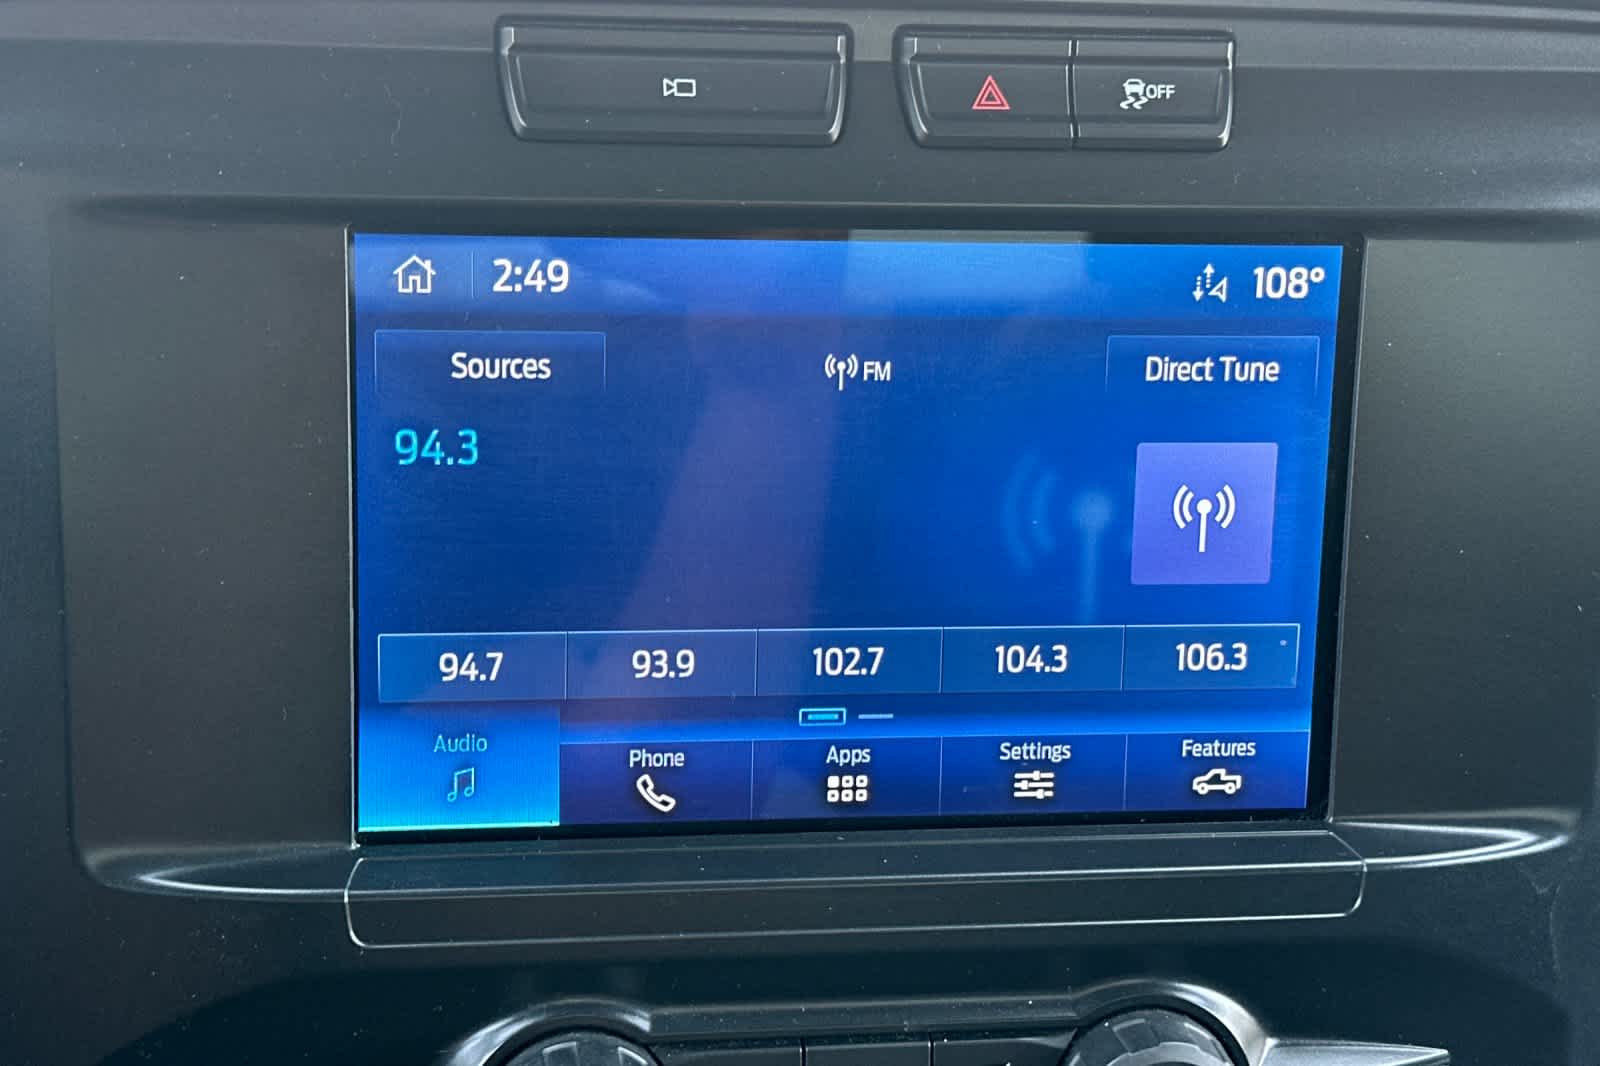 OFF
2:49
108°
Sources
FM
Direct Tune
94.3
94.7
93.9
102.7
104.3
106.3
Audio
Phone
Apps
Settings
Features